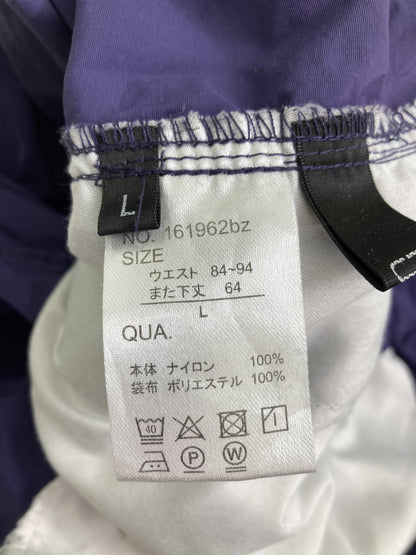 L
NO. 161962bz
SIZE
ウエスト 84~94
また下丈 64
L
QUA.
本体 ナイロン 100%
袋布 ポリエステル 100%
40
P W